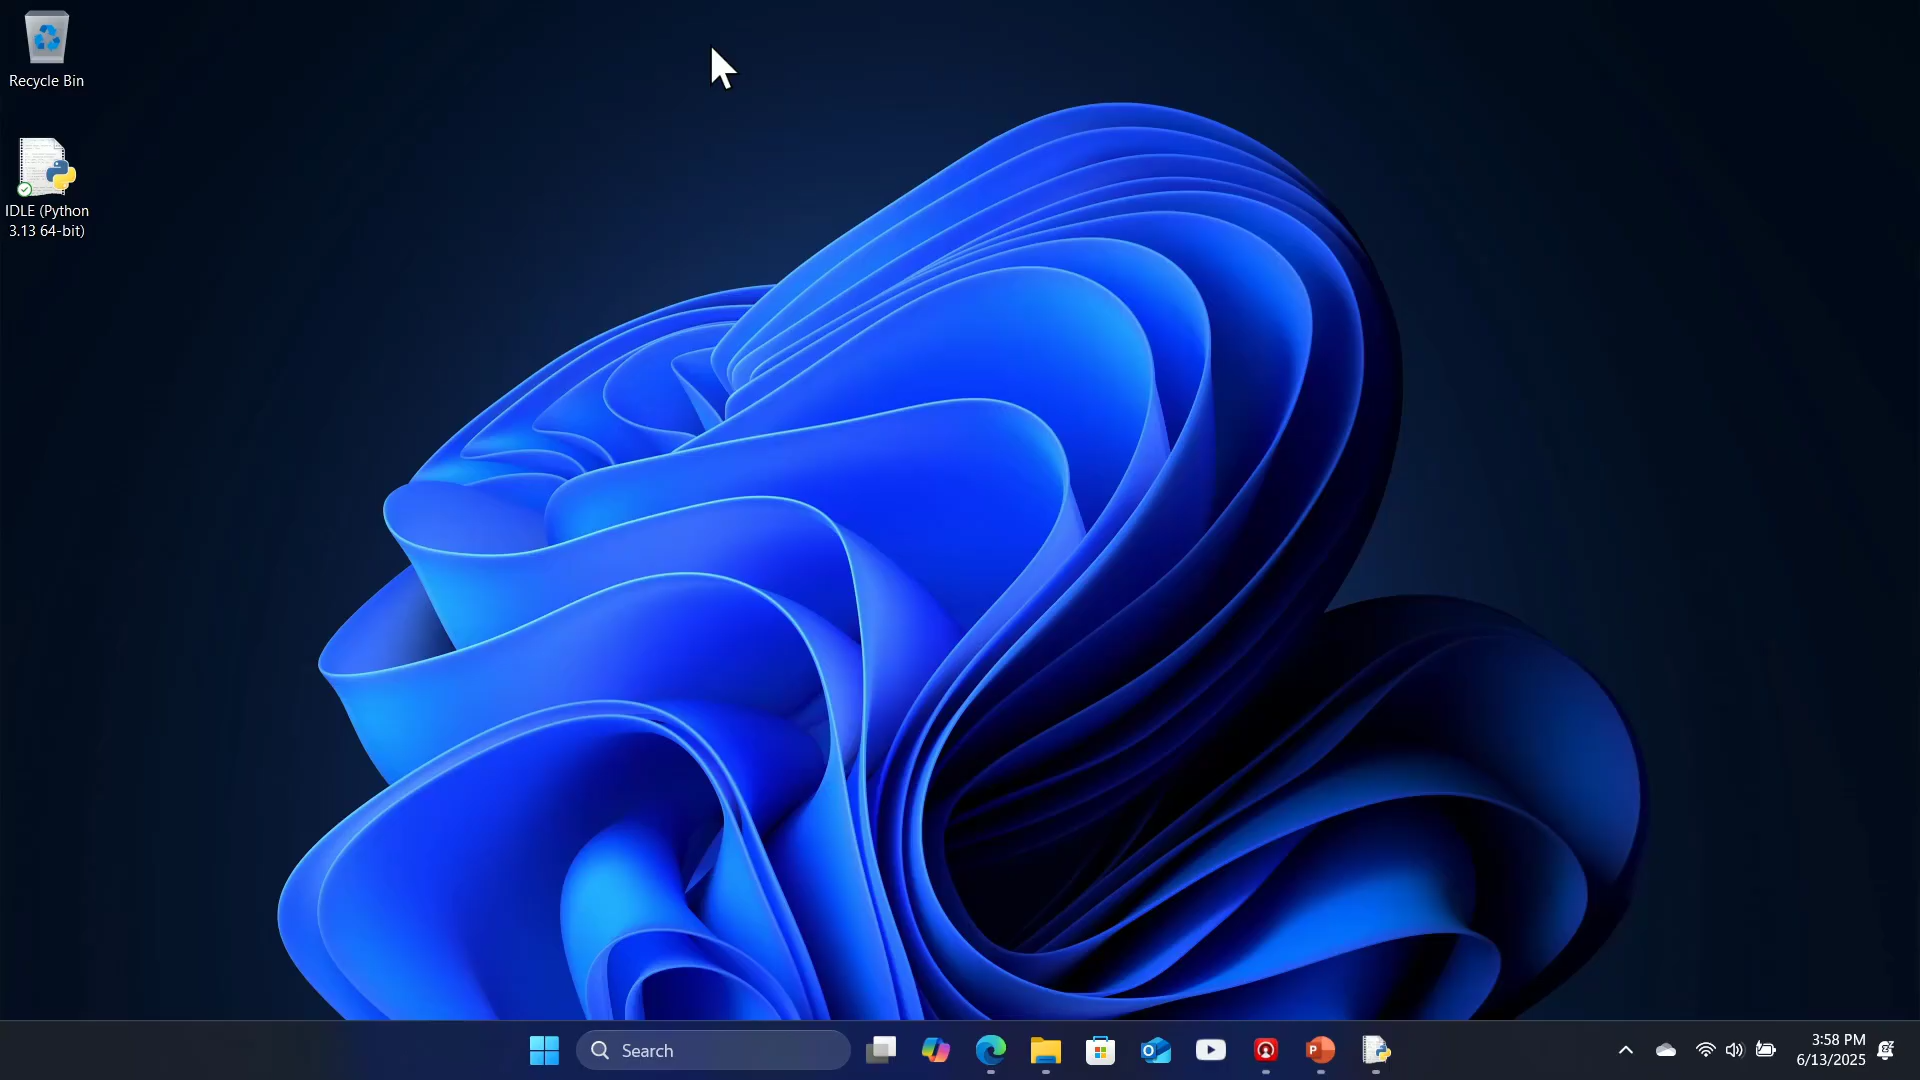 Recycle Bin
IDLE (Python
3.13 64-bit)
Search
3:58 PM
6/13/2025